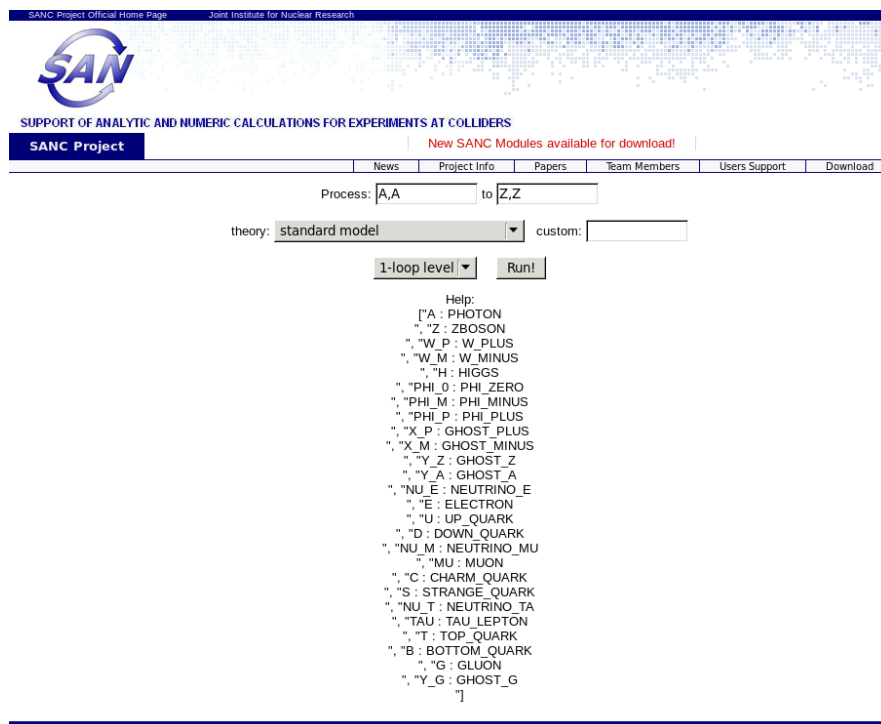 SANC Project Official Home Page Joint Institute for Nuclear Research
SAN
SUPPORT OF ANALYTIC AND NUMERIC CALCULATIONS FOR EXPERIMENTS AT COLLIDERS
SANC Project New SANC Modules available for download!
News Project Info Papers Team Members Users Support Download
Process: A,A to Z,Z
theory: standard model custom:
1-loop level Run!
Help:
["A : PHOTON
", "Z : ZBOSON
", "W_P : W_PLUS
", "W_M : W_MINUS
", "H : HIGGS
", "PHI_0 : PHI_ZERO
", "PHI_M : PHI_MINUS
", "PHI_P : PHI_PLUS
", "X_P : GHOST_PLUS
", "X_M : GHOST_MINUS
", "Y_Z : GHOST_Z
", "Y_A : GHOST_A
", "NU_E : NEUTRINO_E
", "E : ELECTRON
", "U : UP_QUARK
", "D : DOWN_QUARK
", "NU_M : NEUTRINO_MU
", "MU : MUON
", "C : CHARM_QUARK
", "S : STRANGE_QUARK
", "NU_T : NEUTRINO_TA
", "TAU : TAU_LEPTON
", "T : TOP_QUARK
", "B : BOTTOM_QUARK
", "G : GLUON
", "Y_G : GHOST_G
"]